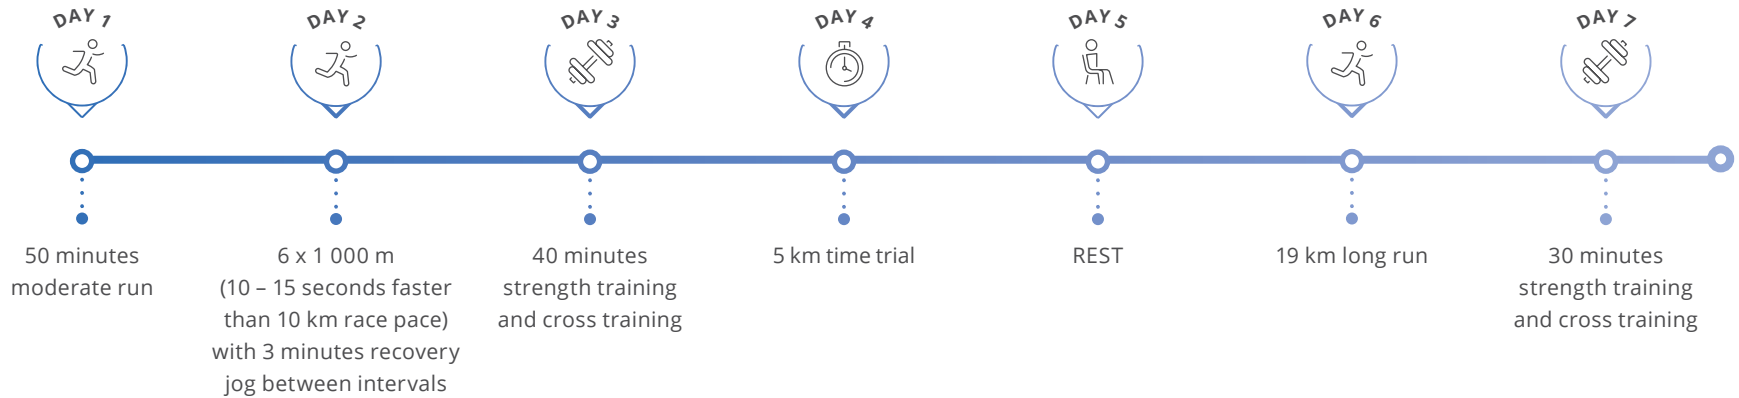 DAY 1
50 minutes
moderate run
DAY 2
6 x 1 000 m
(10 – 15 seconds faster
than 10 km race pace)
with 3 minutes recovery
jog between intervals
DAY 3
40 minutes
strength training
and cross training
DAY 4
5 km time trial
DAY 5
REST
DAY 6
19 km long run
DAY 7
30 minutes
strength training
and cross training